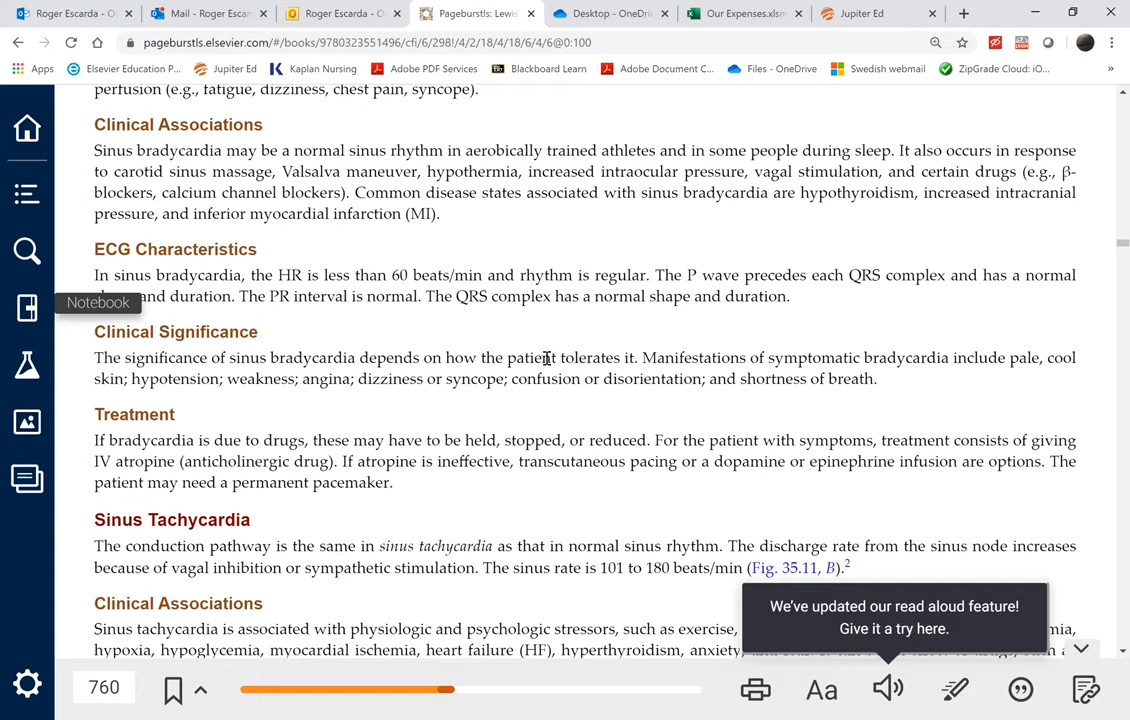 Roger Escarda - Ou
Mail - Roger Escar
Roger Escarda - O
Pageburstls: Lewis
Desktop - OneDriv
Our Expenses.xlsm
Jupiter Ed
pageburstls.elsevier.com/#/books/9780323551496/cfi/6/298!/4/2/18/4/18/6/4/6@0:100
Apps
Elsevier Education P...
Jupiter Ed
Kaplan Nursing
Adobe PDF Services
Blackboard Learn
Adobe Document C...
Files - OneDrive
Swedish webmail
ZipGrade Cloud: iO...
»
perfusion (e.g., fatigue, dizziness, chest pain, syncope).
Clinical Associations
Sinus bradycardia may be a normal sinus rhythm in aerobically trained athletes and in some people during sleep. It also occurs in response
to carotid sinus massage, Valsalva maneuver, hypothermia, increased intraocular pressure, vagal stimulation, and certain drugs (e.g., β-
blockers, calcium channel blockers). Common disease states associated with sinus bradycardia are hypothyroidism, increased intracranial
pressure, and inferior myocardial infarction (MI).
ECG Characteristics
In sinus bradycardia, the HR is less than 60 beats/min and rhythm is regular. The P wave precedes each QRS complex and has a normal
and duration. The PR interval is normal. The QRS complex has a normal shape and duration.
Notebook
Clinical Significance
The significance of sinus bradycardia depends on how the patient tolerates it. Manifestations of symptomatic bradycardia include pale, cool
skin; hypotension; weakness; angina; dizziness or syncope; confusion or disorientation; and shortness of breath.
Treatment
If bradycardia is due to drugs, these may have to be held, stopped, or reduced. For the patient with symptoms, treatment consists of giving
IV atropine (anticholinergic drug). If atropine is ineffective, transcutaneous pacing or a dopamine or epinephrine infusion are options. The
patient may need a permanent pacemaker.
Sinus Tachycardia
The conduction pathway is the same in sinus tachycardia as that in normal sinus rhythm. The discharge rate from the sinus node increases
because of vagal inhibition or sympathetic stimulation. The sinus rate is 101 to 180 beats/min (Fig. 35.11, B).2
Clinical Associations
Sinus tachycardia is associated with physiologic and psychologic stressors, such as exercise,
hypoxia, hypoglycemia, myocardial ischemia, heart failure (HF), hyperthyroidism, anxiety,
We've updated our read aloud feature!
Give it a try here.
760
Aa